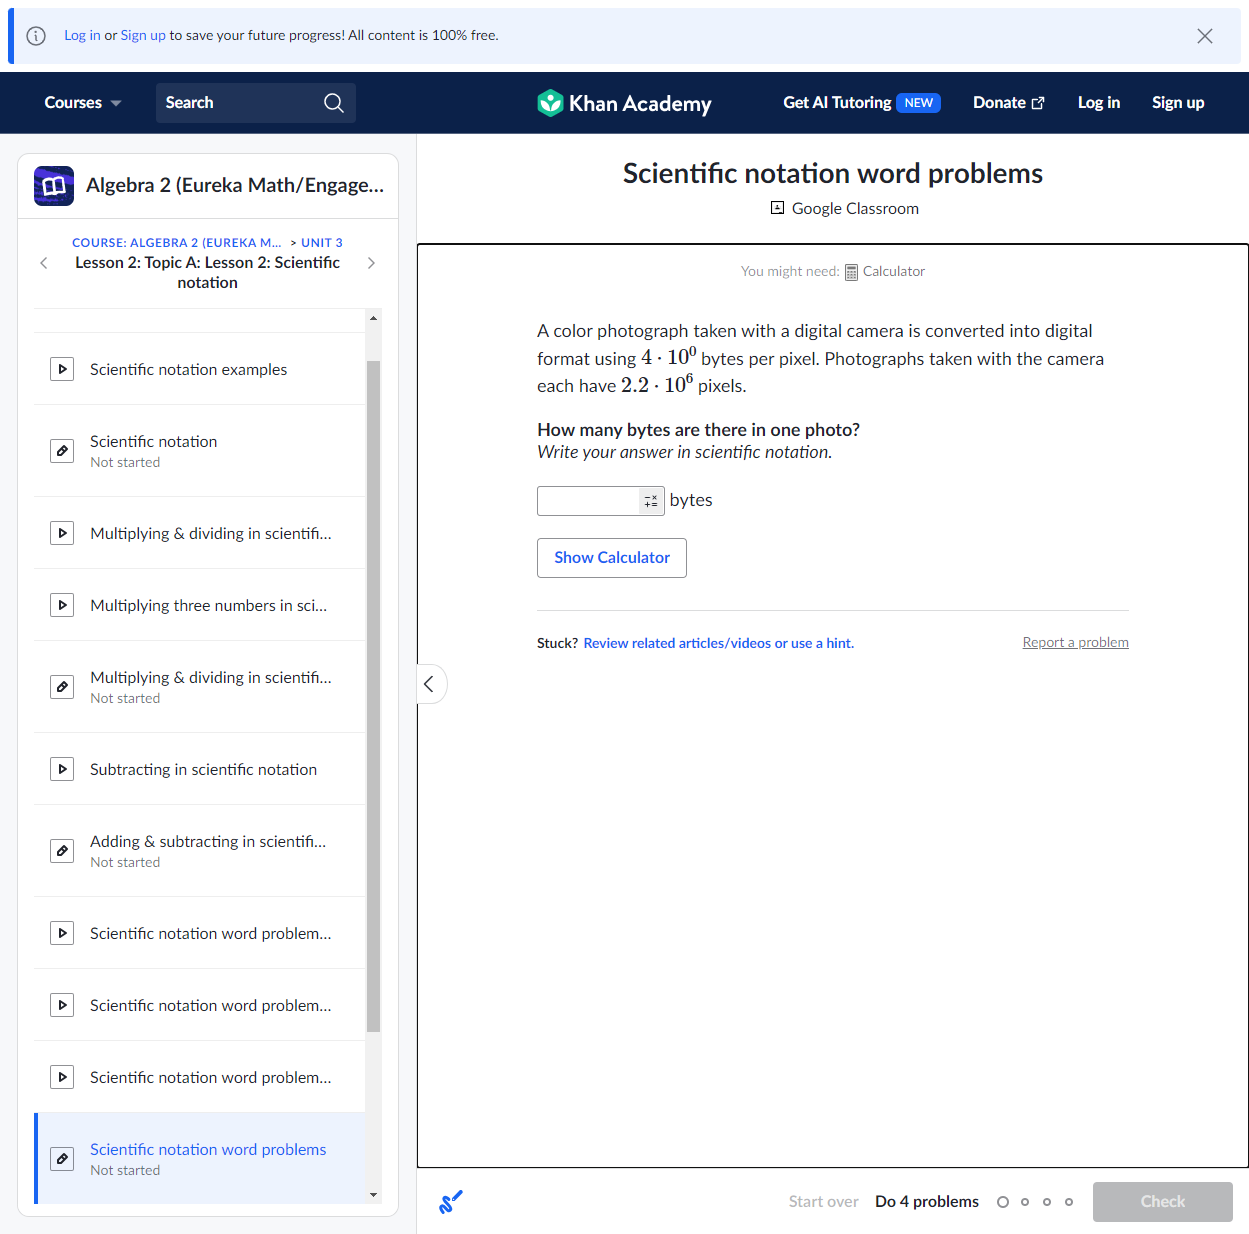 Log in or Sign up to save your future progress! All content is 100% free.
Courses
Search
Khan Academy
Get AI Tutoring NEW
Donate
Log in
Sign up
Algebra 2 (Eureka Math/Engage...
COURSE: ALGEBRA 2 (EUREKA M... > UNIT 3
Lesson 2: Topic A: Lesson 2: Scientific
notation
Scientific notation examples
Scientific notation
Not started
Multiplying & dividing in scientifi...
Multiplying three numbers in sci...
Multiplying & dividing in scientifi...
Not started
Subtracting in scientific notation
Adding & subtracting in scientifi...
Not started
Scientific notation word problem...
Scientific notation word problem...
Scientific notation word problem...
Scientific notation word problems
Not started
Scientific notation word problems
Google Classroom
You might need: Calculator
A color photograph taken with a digital camera is converted into digital
format using 4 · 10⁰ bytes per pixel. Photographs taken with the camera
each have 2.2 · 10⁶ pixels.
How many bytes are there in one photo?
Write your answer in scientific notation.
bytes
Show Calculator
Stuck? Review related articles/videos or use a hint.
Report a problem
Start over
Do 4 problems
Check